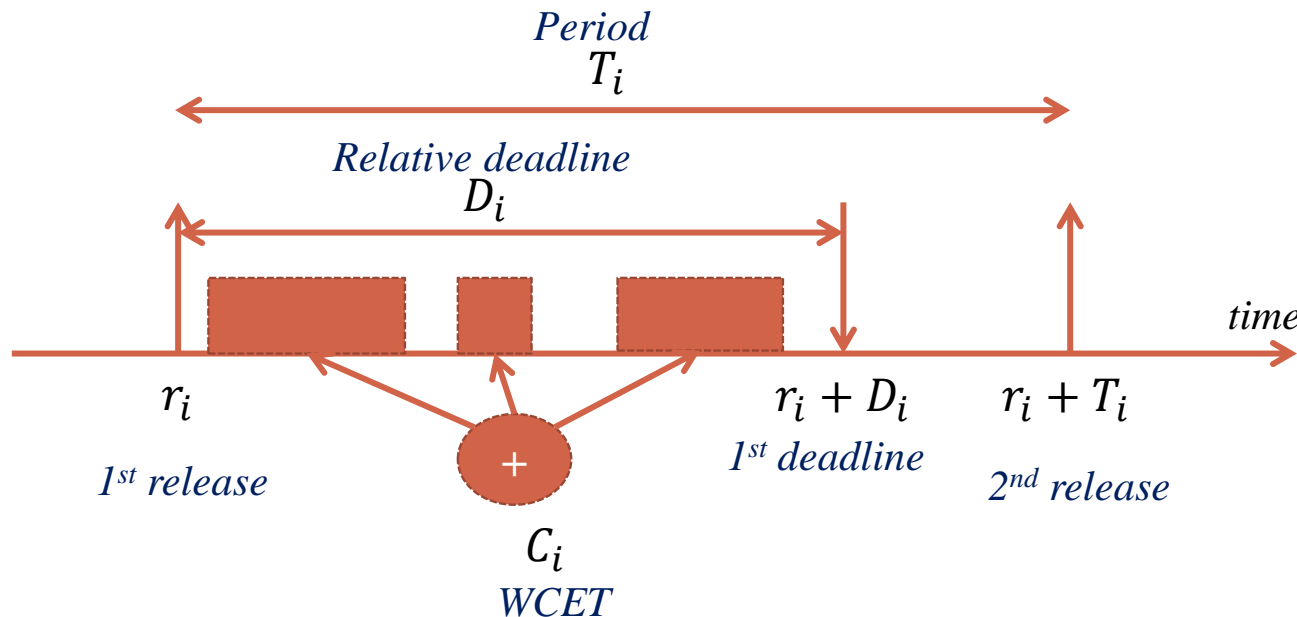 Period
T_i
Relative deadline
D_i
time
r_i
r_i + D_i
r_i + T_i
1st release
1st deadline
2nd release
+
C_i
WCET